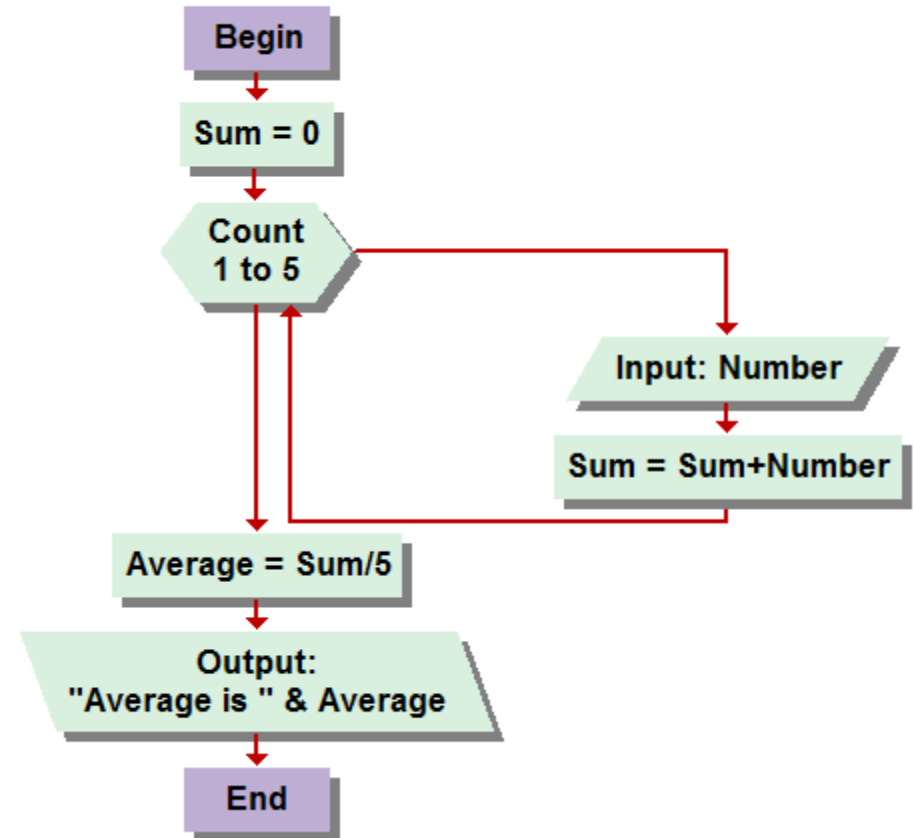 Begin
Sum = 0
Count
1 to 5
Input: Number
Sum = Sum+Number
Average = Sum/5
Output:
"Average is " & Average
End